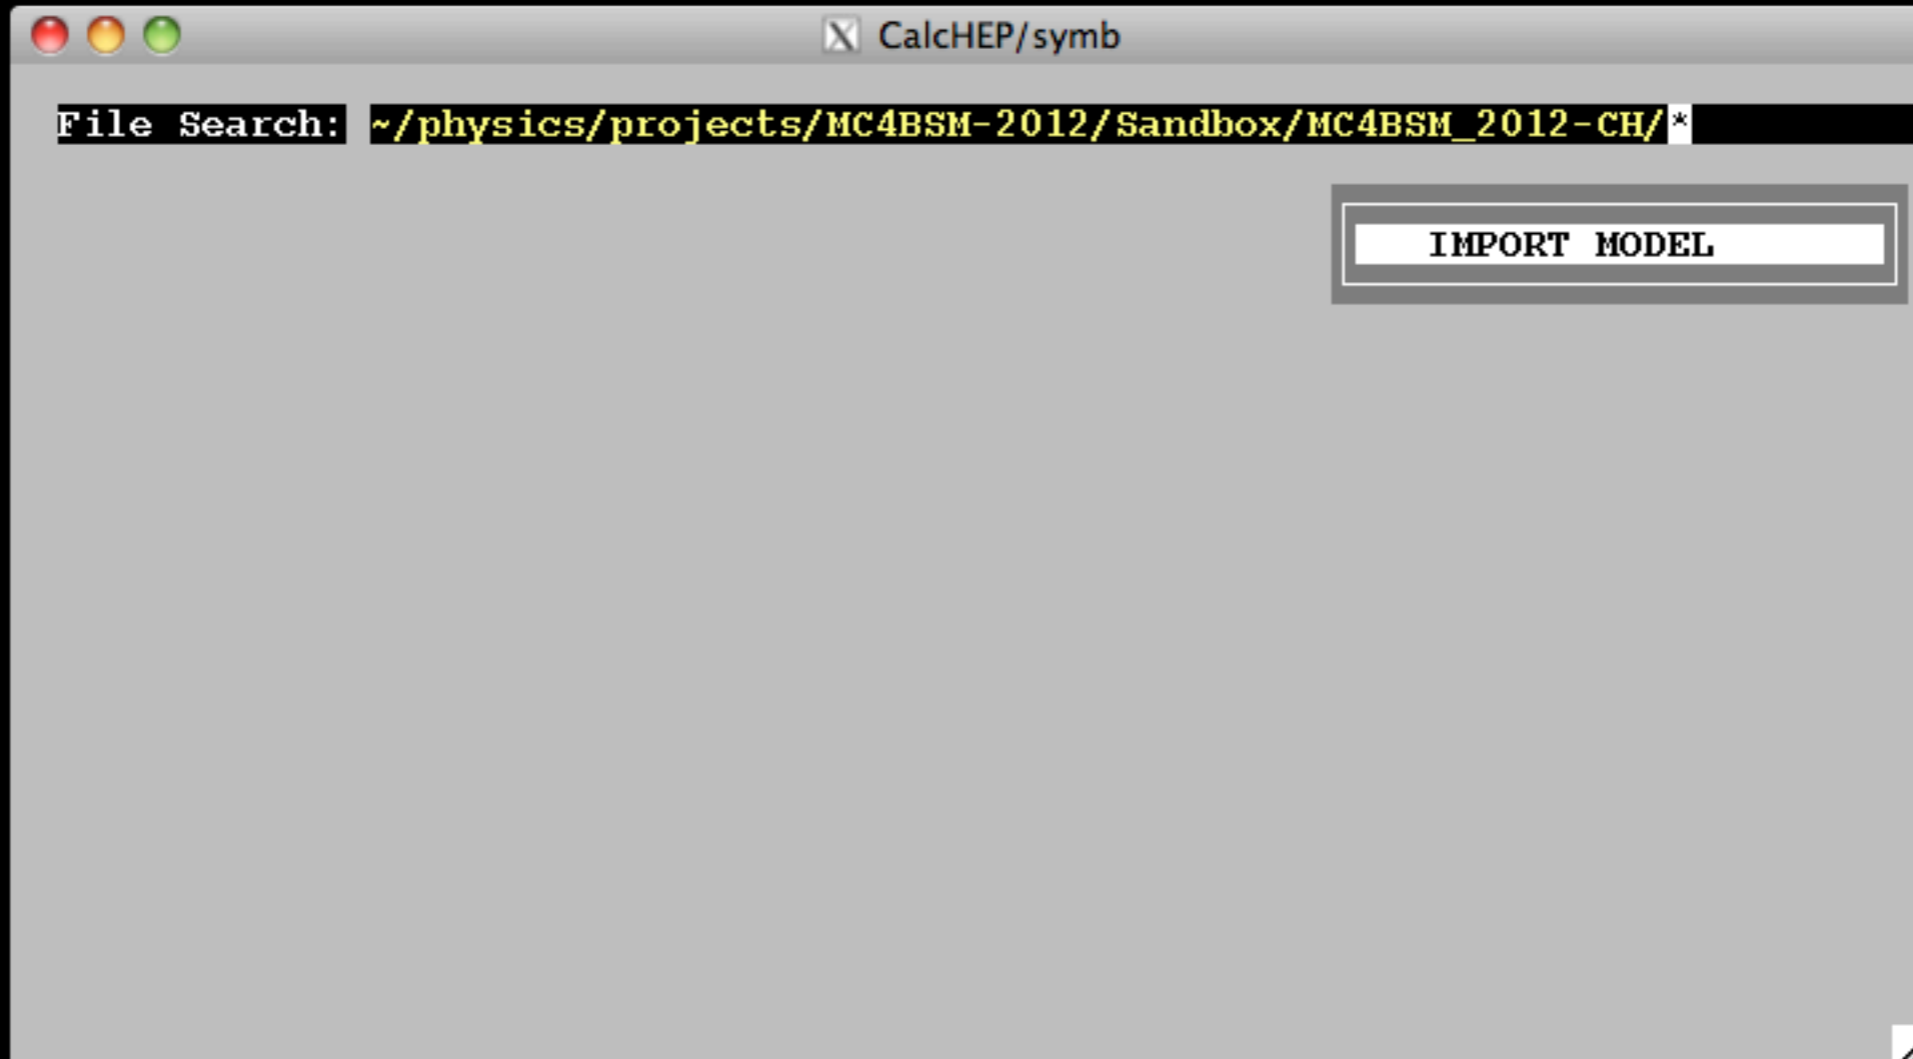 CalcHEP/symb
File Search: ~/physics/projects/MC4BSM-2012/Sandbox/MC4BSM_2012-CH/*
IMPORT MODEL